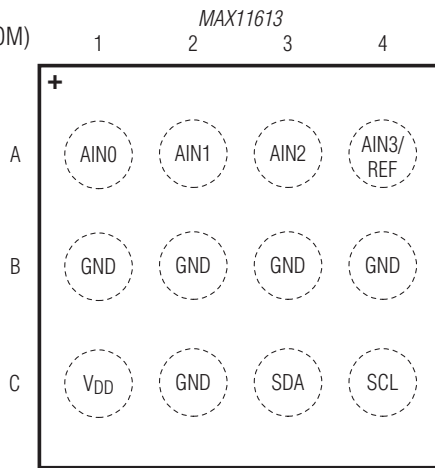 MAX11613
1 2 3 4
+
A AIN0 AIN1 AIN2 AIN3/
REF
B GND GND GND GND
C VDD GND SDA SCL